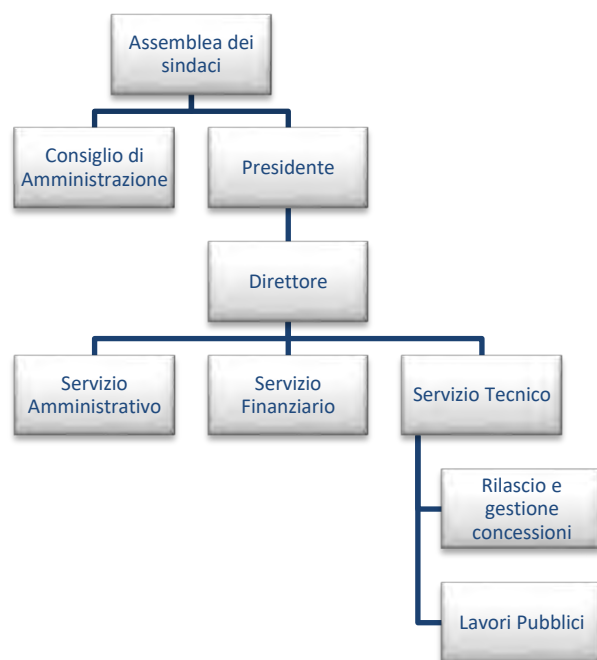 Assemblea dei
sindaci
Consiglio di
Amministrazione
Presidente
Direttore
Servizio
Amministrativo
Servizio
Finanziario
Servizio Tecnico
Rilascio e
gestione
concessioni
Lavori Pubblici